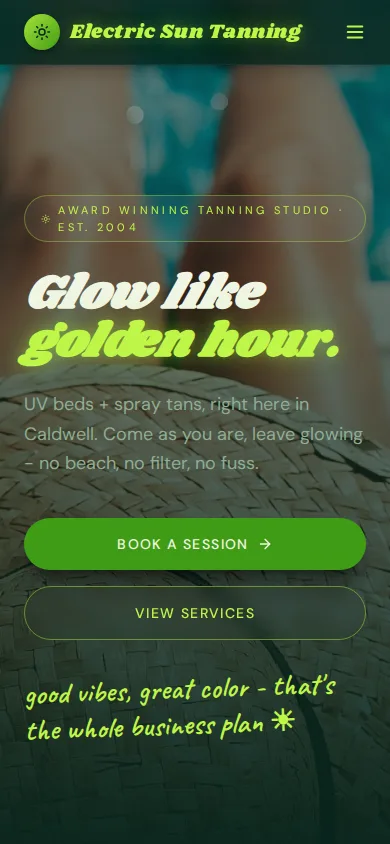 Electric Sun Tanning
AWARD WINNING TANNING STUDIO ·
EST. 2004
Glow like
golden hour.
UV beds + spray tans, right here in
Caldwell. Come as you are, leave glowing
– no beach, no filter, no fuss.
BOOK A SESSION →
VIEW SERVICES
good vibes, great color - that's
the whole business plan ☀